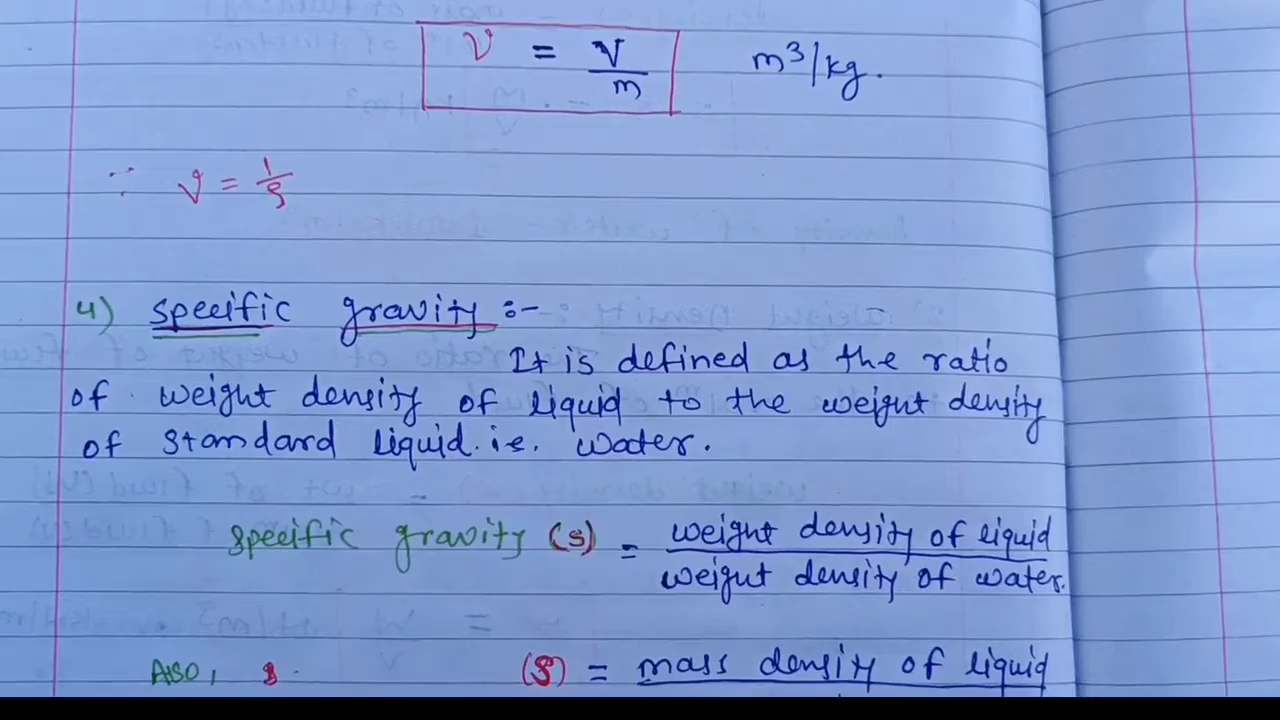 v = V/m m³/kg.
∵ v = 1/ρ
4) specific gravity :-
It is defined as the ratio
of weight density of liquid to the weight density
of standard liquid. i.e. water.
specific gravity (s) = weight density of liquid / weight density of water.
Also, s. (S) = mass density of liquid